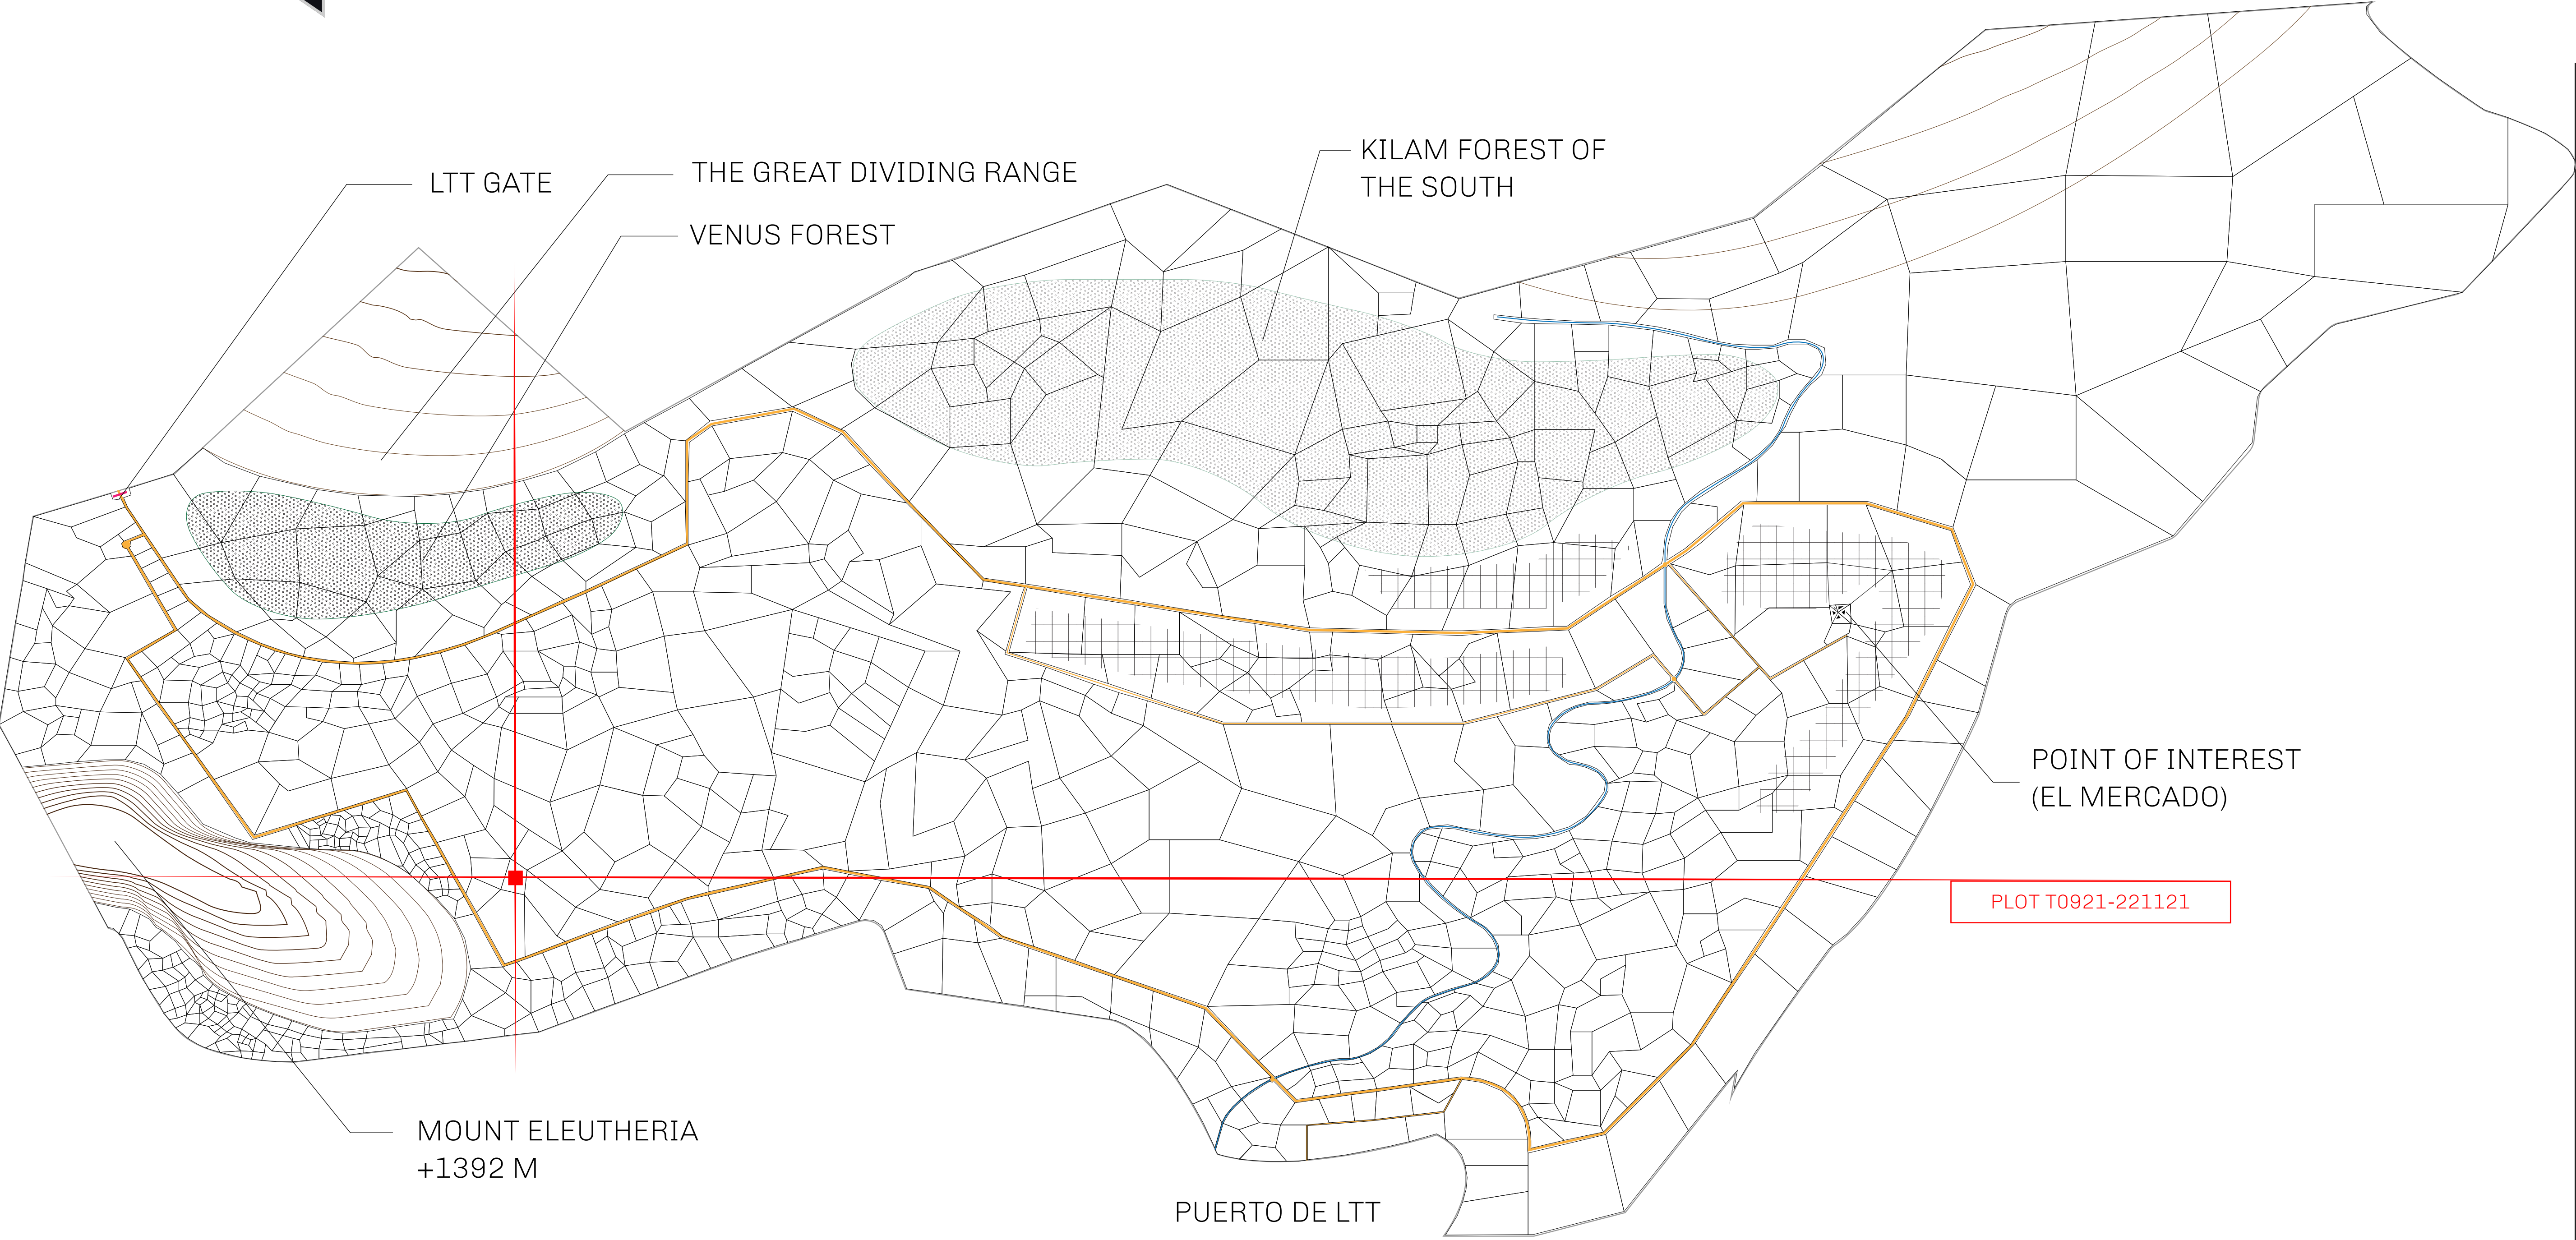 KILAM FOREST OF
THE SOUTH
LTT GATE
THE GREAT DIVIDING RANGE
VENUS FOREST
POINT OF INTEREST
(EL MERCADO)
PLOT T0921-221121
MOUNT ELEUTHERIA
+1392 M
PUERTO DE LTT